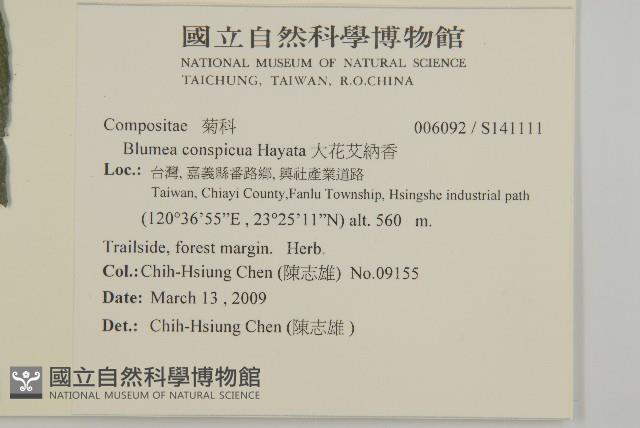 國立自然科學博物館
NATIONAL MUSEUM OF NATURAL SCIENCE
TAICHUNG, TAIWAN, R.O.CHINA
Compositae 菊科 006092 / S141111
Blumea conspicua Hayata 大花艾納香
Loc.: 台灣, 嘉義縣番路鄉, 興社產業道路
Taiwan, Chiayi County,Fanlu Township, Hsingshe industrial path
(120°36'55”E , 23°25'11”N) alt. 560 m.
Trailside, forest margin. Herb.
Col.: Chih-Hsiung Chen (陳志雄) No.09155
Date: March 13 , 2009
Det.: Chih-Hsiung Chen (陳志雄 )
國立自然科學博物館
NATIONAL MUSEUM OF NATURAL SCIENCE